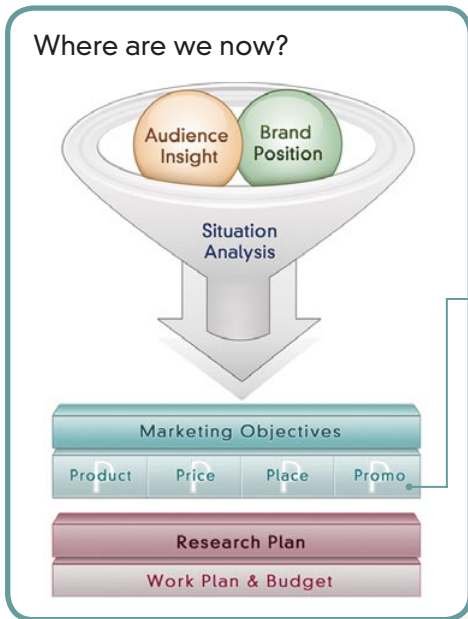 Where are we now?
Audience
Insight
Brand
Position
Situation
Analysis
Marketing Objectives
Product Price Place Promo
P P P P
Research Plan
Work Plan & Budget